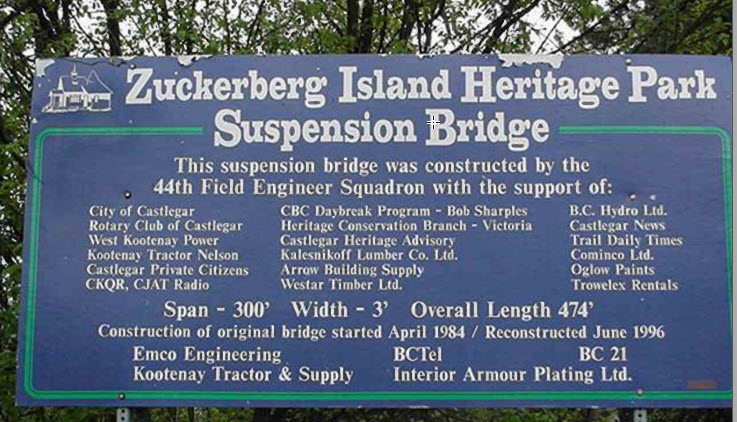 Zuckerberg Island Heritage Park
Suspension Bridge
This suspension bridge was constructed by the
44th Field Engineer Squadron with the support of:
City of Castlegar CBC Daybreak Program - Bob Sharples B.C. Hydro Ltd.
Rotary Club of Castlegar Heritage Conservation Branch - Victoria Castlegar News
West Kootenay Power Castlegar Heritage Advisory Trail Daily Times
Kootenay Tractor Nelson Kalesnikoff Lumber Co. Ltd. Cominco Ltd.
Castlegar Private Citizens Arrow Building Supply Oglow Paints
CKQR, CJAT Radio Westar Timber Ltd. Trowelex Rentals
Span - 300' Width - 3' Overall Length 474'
Construction of original bridge started April 1984 / Reconstructed June 1996
Emco Engineering BCTel BC 21
Kootenay Tractor & Supply Interior Armour Plating Ltd.